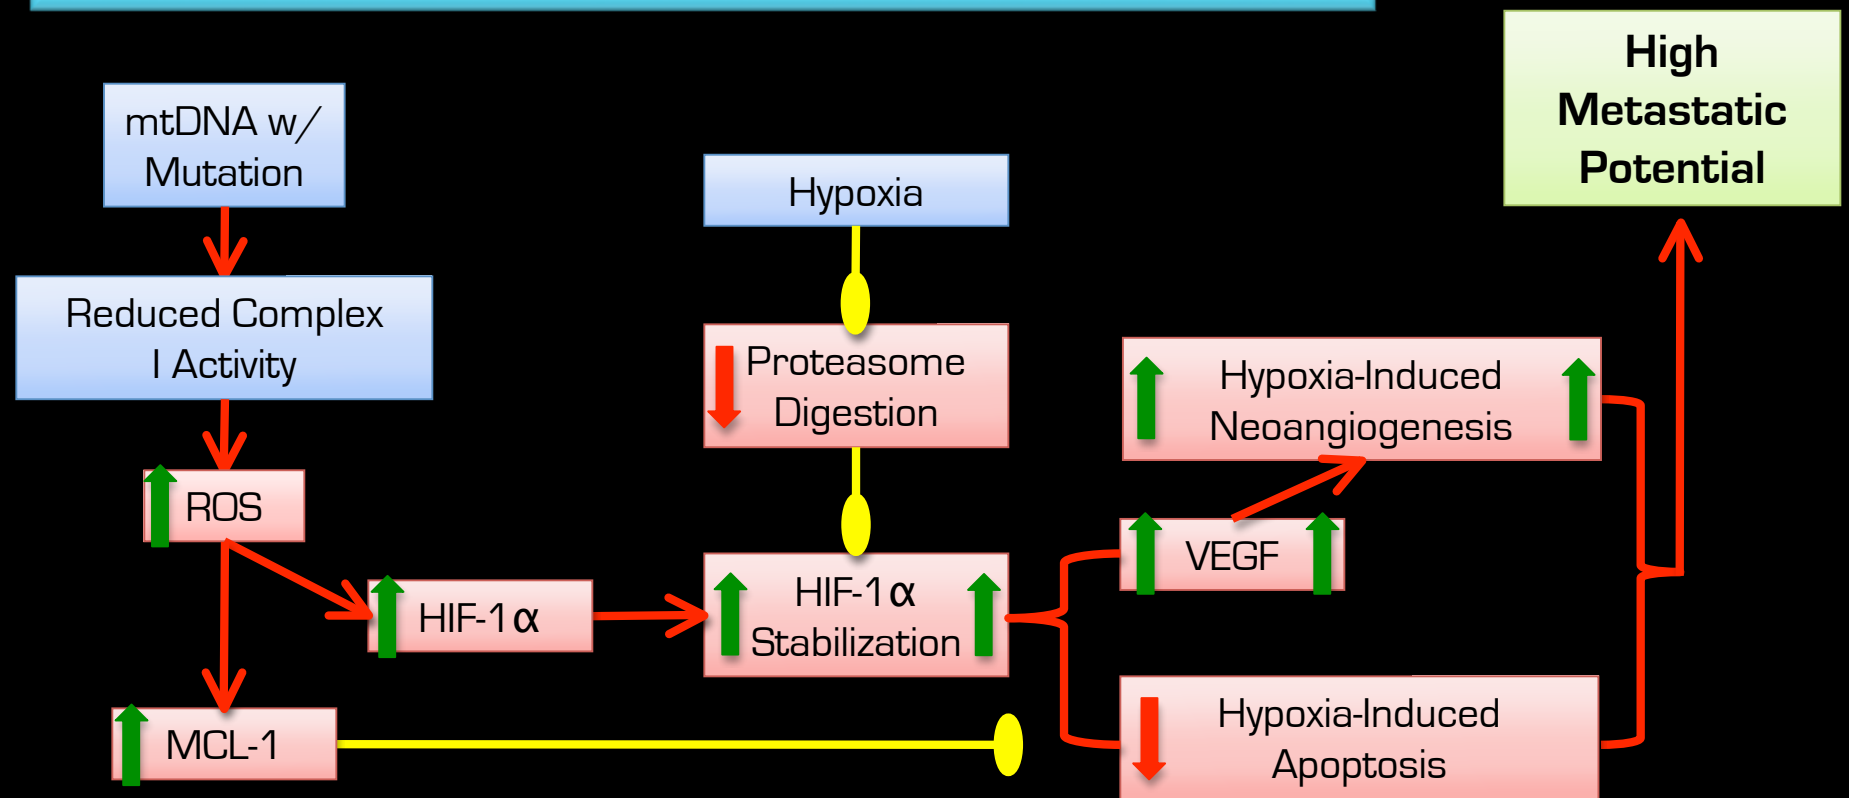 High
Metastatic
Potential
mtDNA w/
Mutation
Hypoxia
Reduced Complex
I Activity
Proteasome
Digestion
Hypoxia-Induced
Neoangiogenesis
ROS
VEGF
HIF-1α
HIF-1α
Stabilization
MCL-1
Hypoxia-Induced
Apoptosis